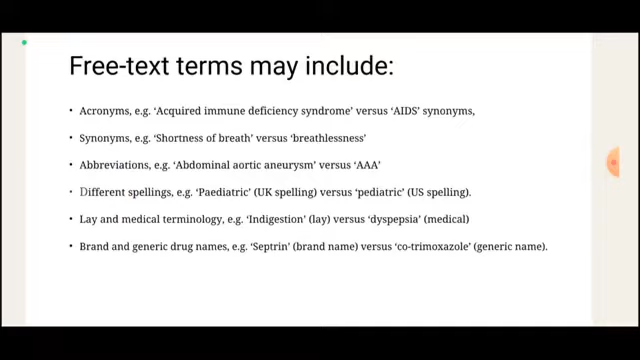 Free-text terms may include:
• Acronyms, e.g. ‘Acquired immune deficiency syndrome’ versus ‘AIDS’ synonyms,
• Synonyms, e.g. ‘Shortness of breath’ versus ‘breathlessness’
• Abbreviations, e.g. ‘Abdominal aortic aneurysm’ versus ‘AAA’
• Different spellings, e.g. ‘Paediatric’ (UK spelling) versus ‘pediatric’ (US spelling).
• Lay and medical terminology, e.g. ‘Indigestion’ (lay) versus ‘dyspepsia’ (medical)
• Brand and generic drug names, e.g. ‘Septrin’ (brand name) versus ‘co-trimoxazole’ (generic name).